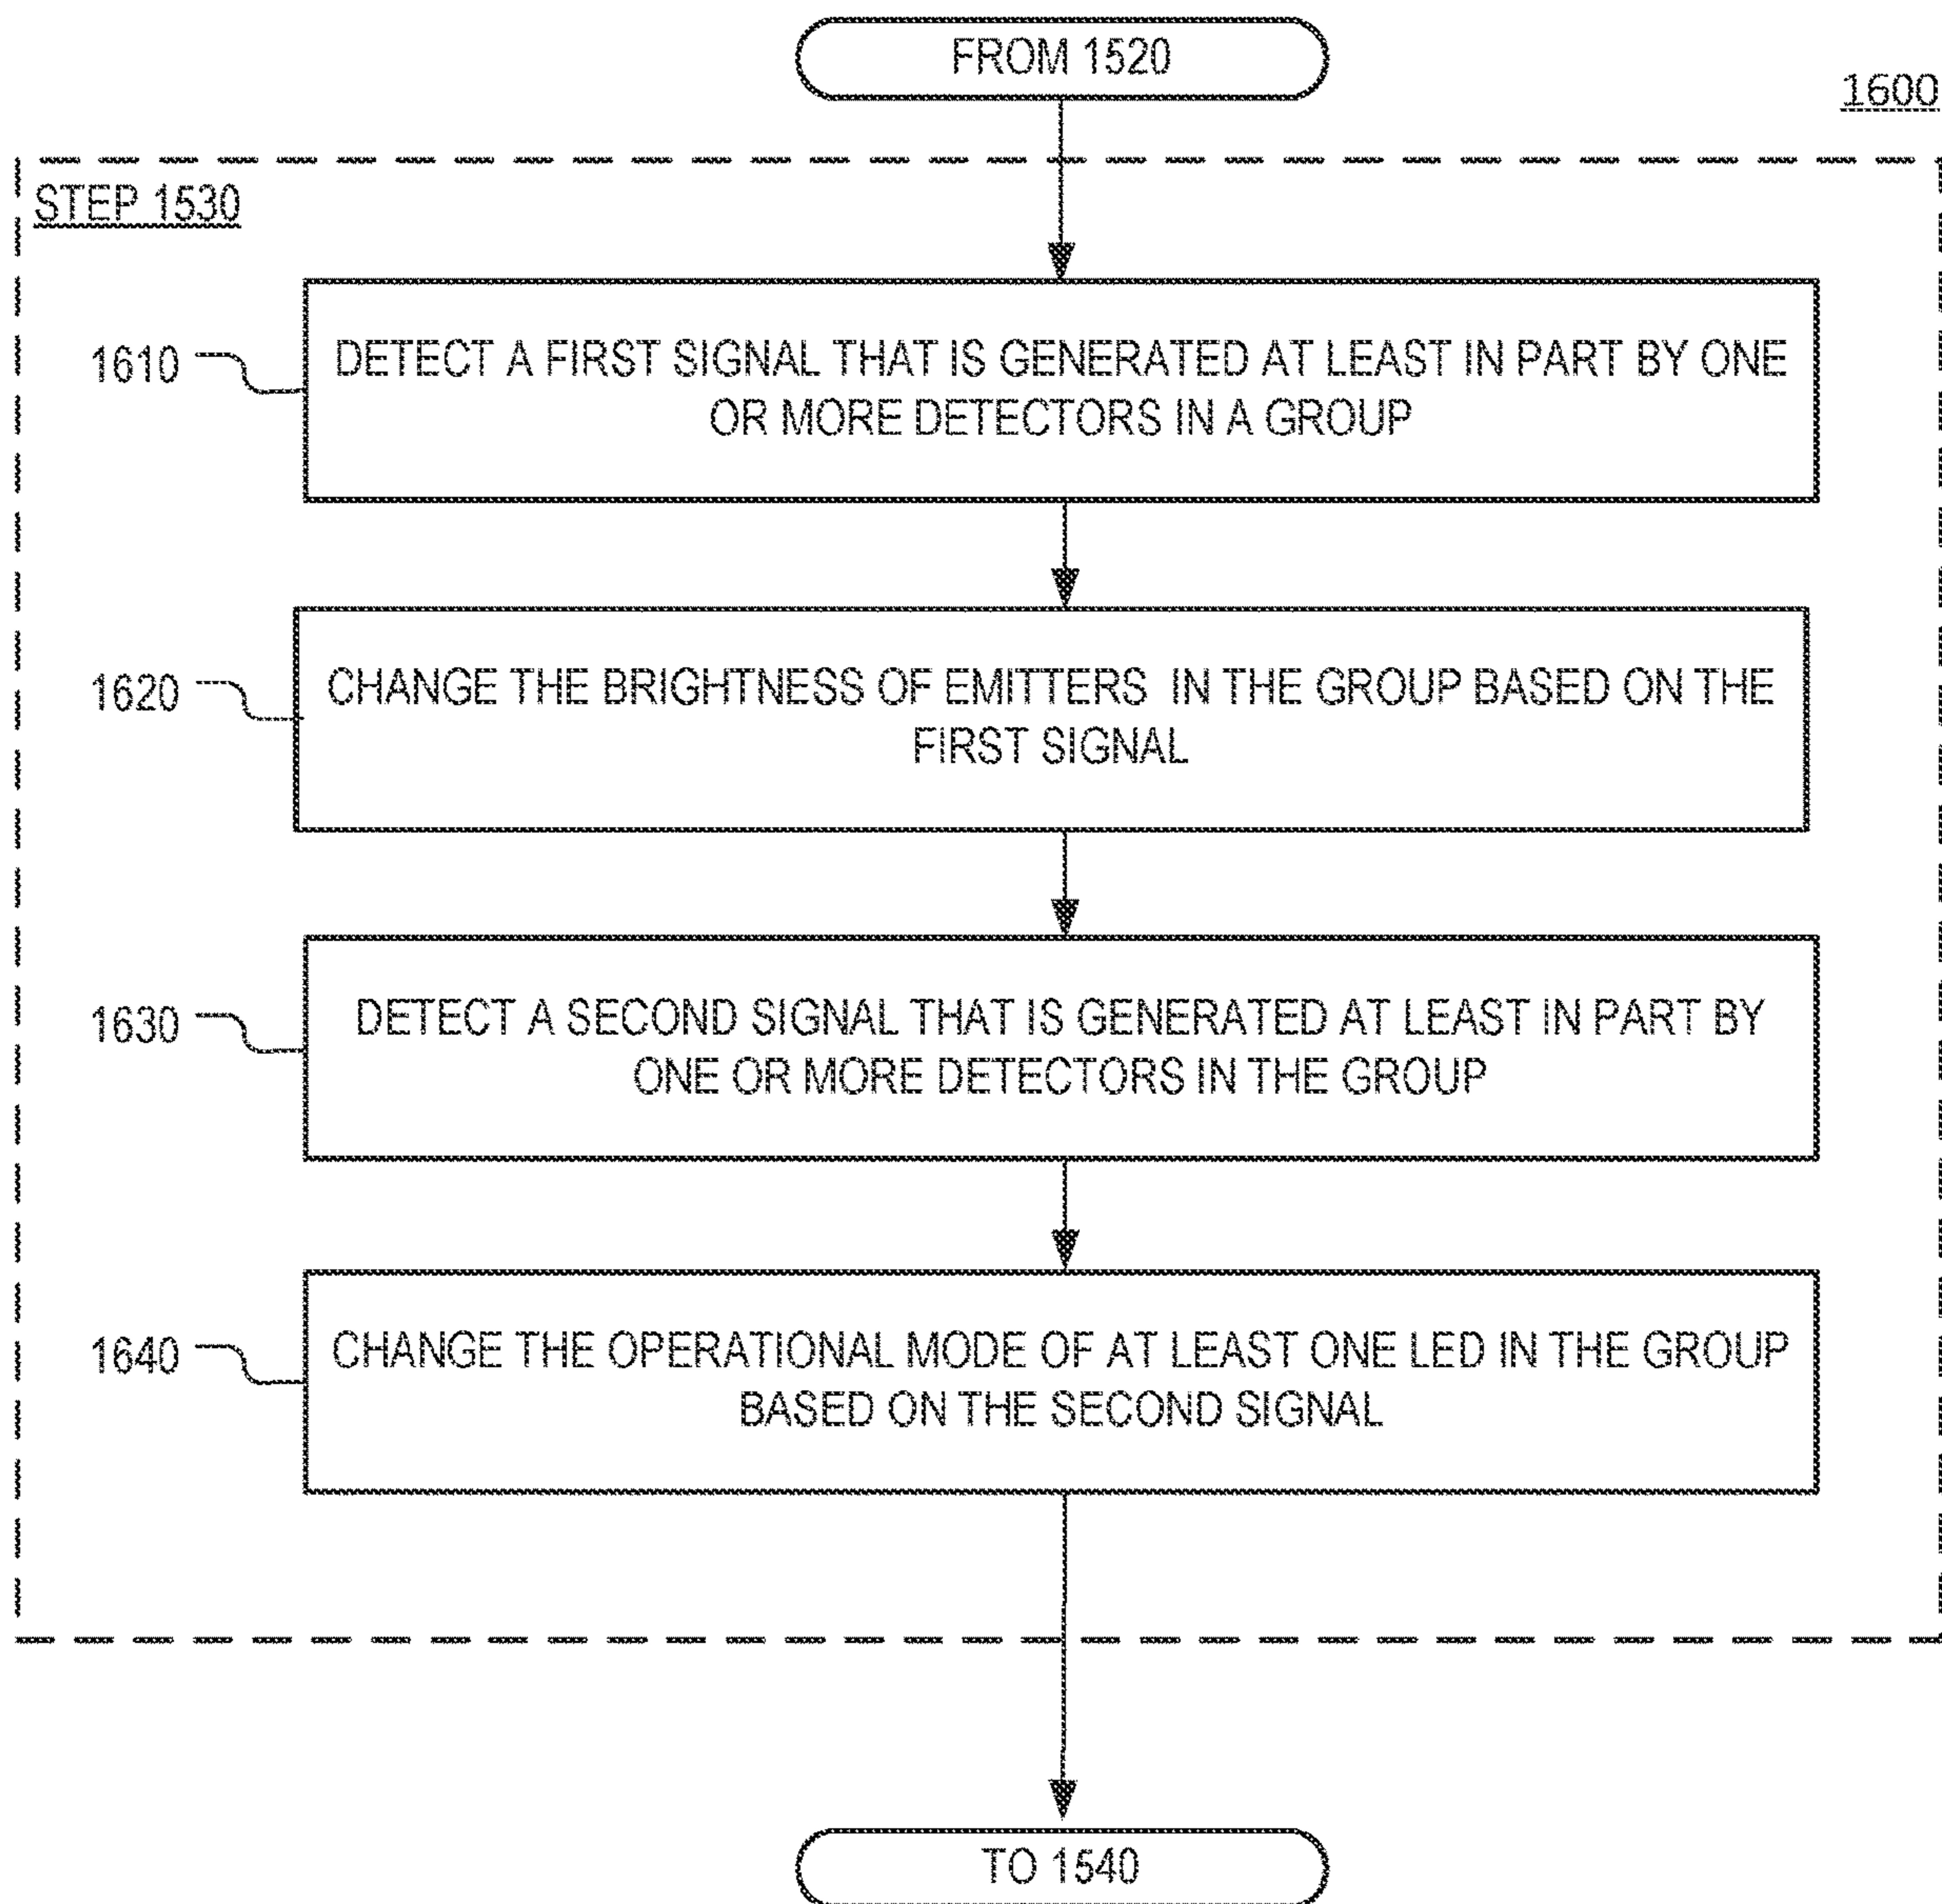 FROM 1520
1600
STEP 1530
1610
DETECT A FIRST SIGNAL THAT IS GENERATED AT LEAST IN PART BY ONE
OR MORE DETECTORS IN A GROUP
1620
CHANGE THE BRIGHTNESS OF EMITTERS IN THE GROUP BASED ON THE
FIRST SIGNAL
1630
DETECT A SECOND SIGNAL THAT IS GENERATED AT LEAST IN PART BY
ONE OR MORE DETECTORS IN THE GROUP
1640
CHANGE THE OPERATIONAL MODE OF AT LEAST ONE LED IN THE GROUP
BASED ON THE SECOND SIGNAL
TO 1540